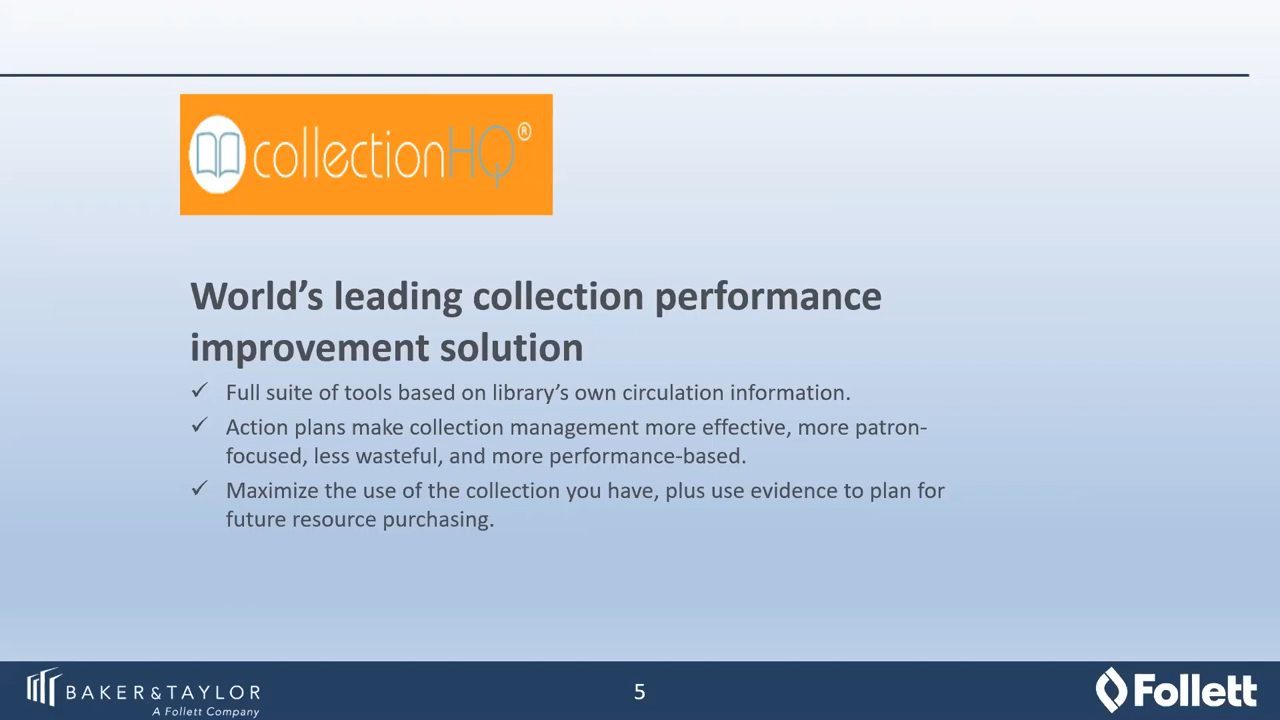 collectionHQ®
World’s leading collection performance
improvement solution
✓ Full suite of tools based on library’s own circulation information.
✓ Action plans make collection management more effective, more patron-
focused, less wasteful, and more performance-based.
✓ Maximize the use of the collection you have, plus use evidence to plan for
future resource purchasing.
BAKER & TAYLOR
A Follett Company
5
Follett